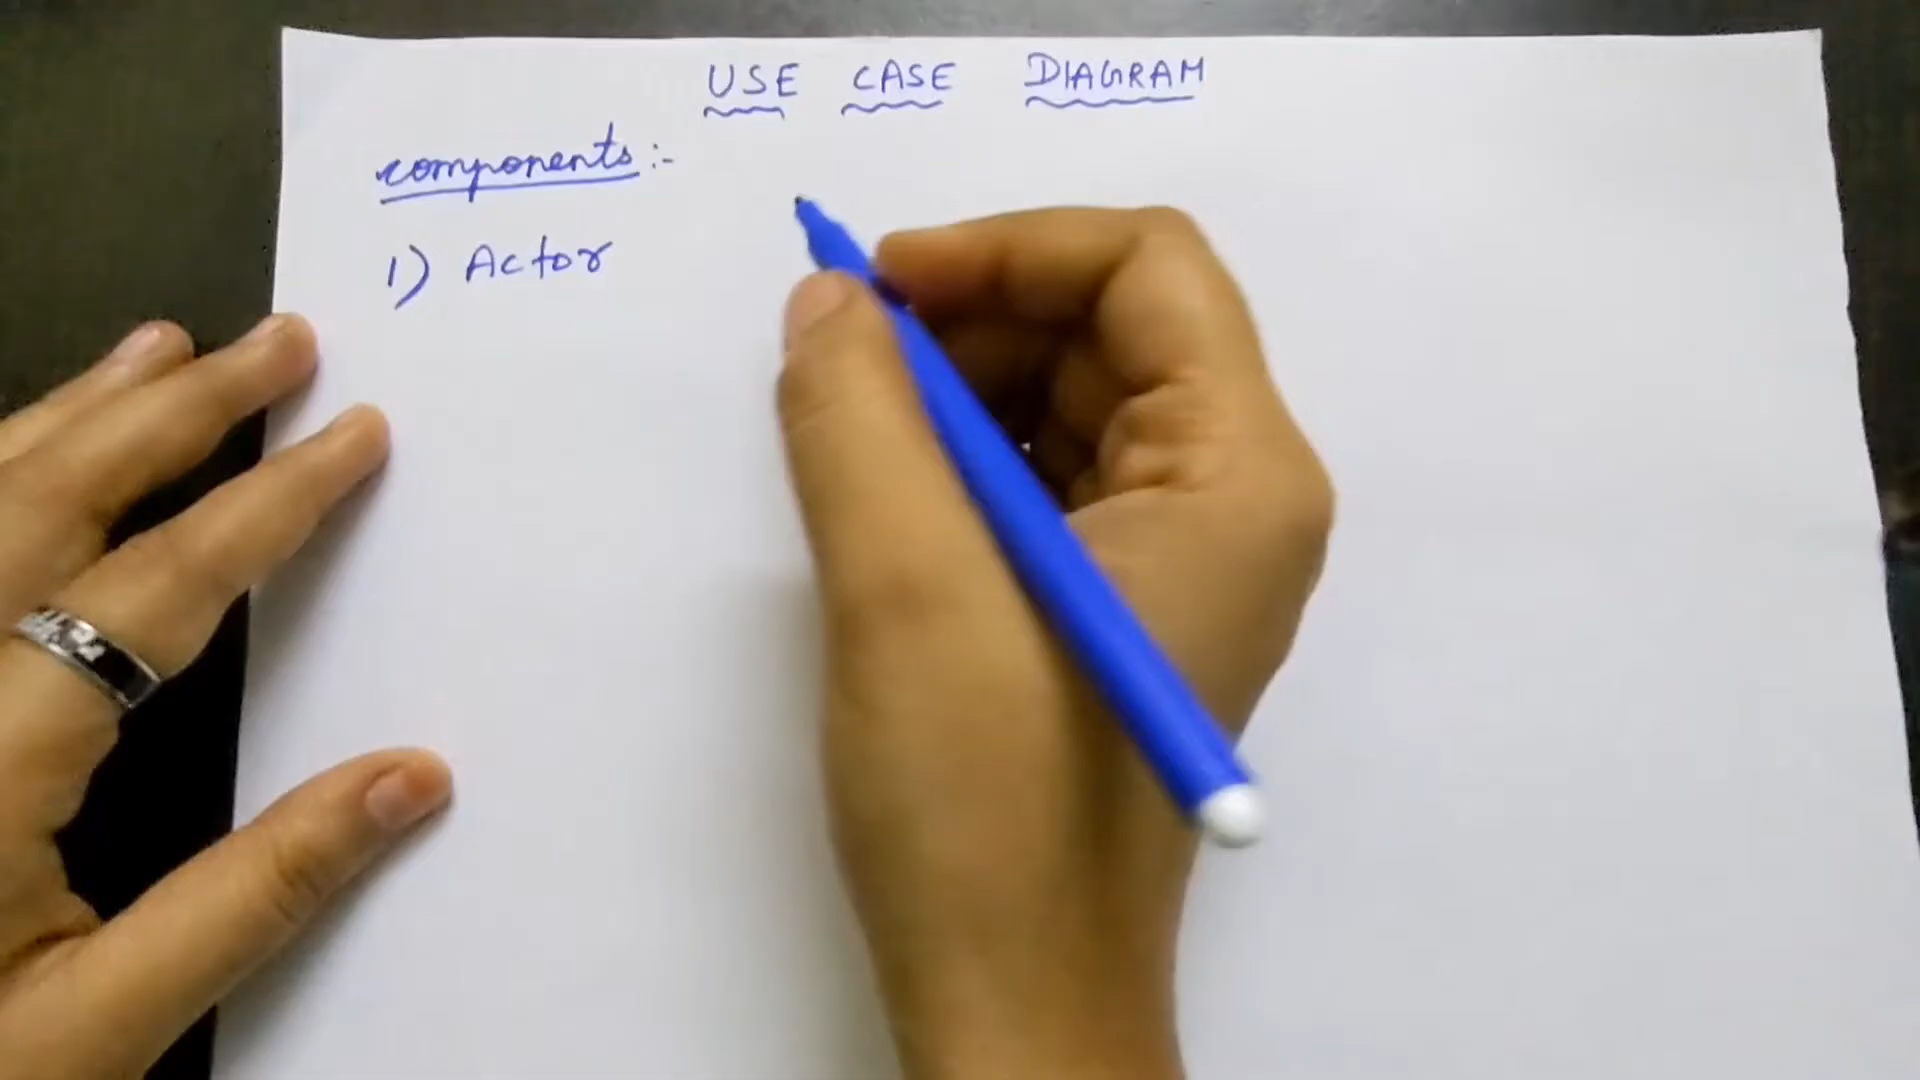 USE CASE DIAGRAM
components :-
1) Actor